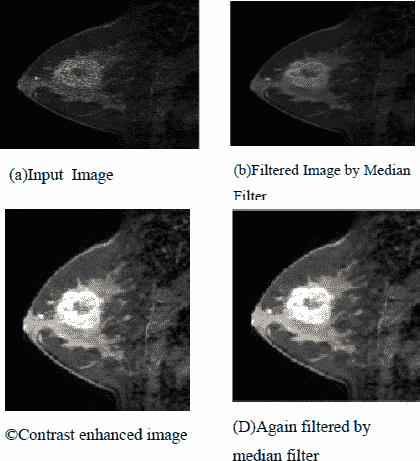 (a)Input Image
(b)Filtered Image by Median
Filter
©Contrast enhanced image
(D)Again filtered by
median filter